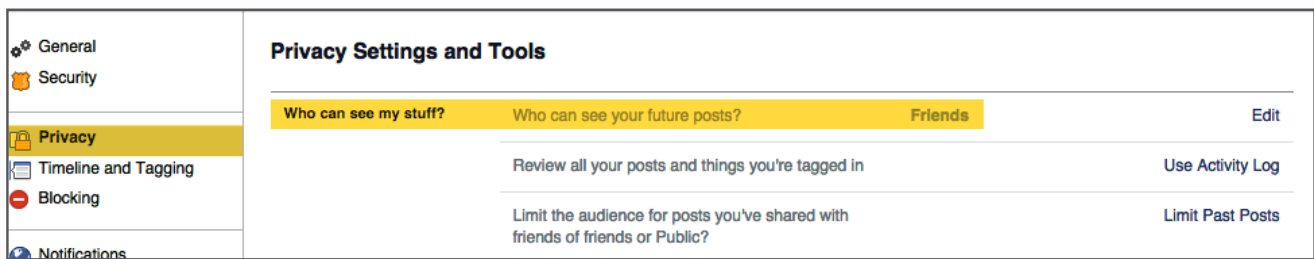 General
Security
Privacy
Timeline and Tagging
Blocking
Notifications
Privacy Settings and Tools
Who can see my stuff? Who can see your future posts? Friends Edit
Review all your posts and things you're tagged in Use Activity Log
Limit the audience for posts you've shared with Limit Past Posts
friends of friends or Public?